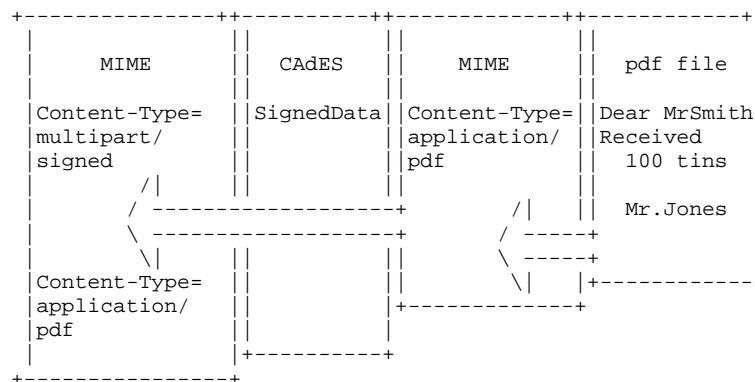 MIME CAdES MIME pdf file
Content-Type= SignedData Content-Type= Dear MrSmith
multipart/ application/ Received
signed pdf 100 tins
Mr.Jones
Content-Type=
application/
pdf